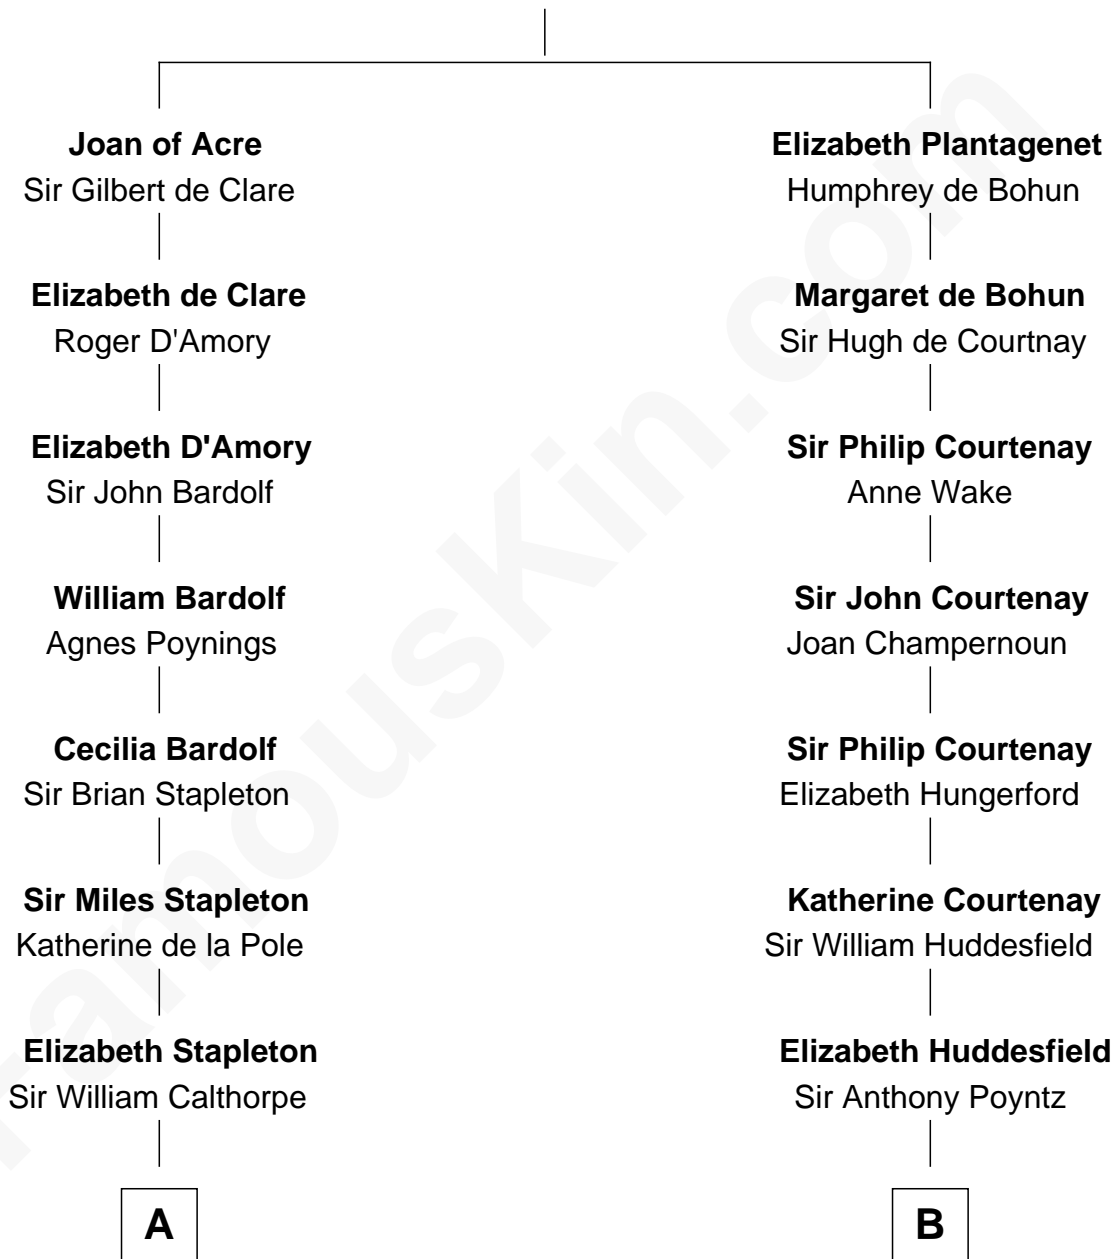 Joan of Acre
Sir Gilbert de Clare
Elizabeth de Clare
Roger D'Amory
Elizabeth D'Amory
Sir John Bardolf
William Bardolf
Agnes Poynings
Cecilia Bardolf
Sir Brian Stapleton
Sir Miles Stapleton
Katherine de la Pole
Elizabeth Stapleton
Sir William Calthorpe
A
Elizabeth Plantagenet
Humphrey de Bohun
Margaret de Bohun
Sir Hugh de Courtnay
Sir Philip Courtenay
Anne Wake
Sir John Courtenay
Joan Champernoun
Sir Philip Courtenay
Elizabeth Hungerford
Katherine Courtenay
Sir William Huddesfield
Elizabeth Huddesfield
Sir Anthony Poyntz
B
famouskin.com